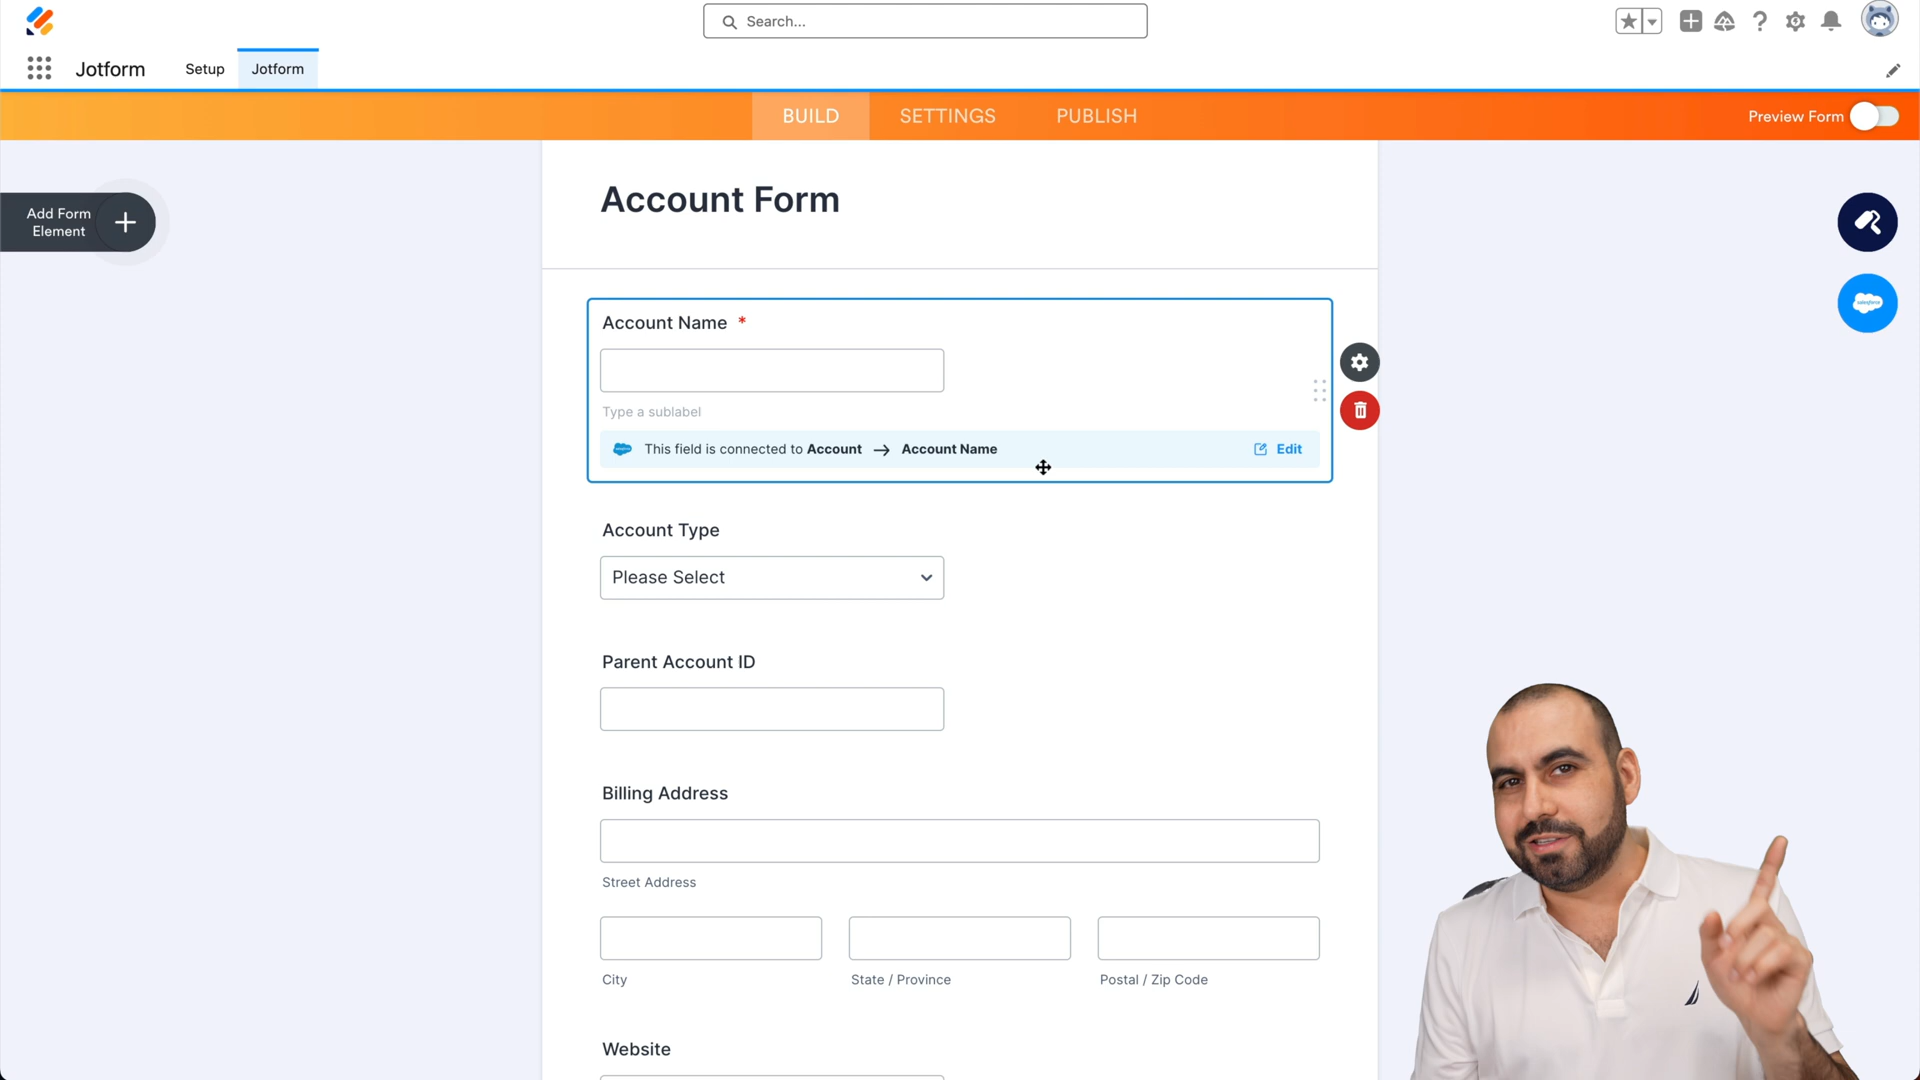 Search...
Jotform
Setup
Jotform
BUILD
SETTINGS
PUBLISH
Preview Form
Add Form
Element
Account Form
Account Name *
Type a sublabel
This field is connected to Account → Account Name
Edit
salesforce
Account Type
Please Select
Parent Account ID
Billing Address
Street Address
City
State / Province
Postal / Zip Code
Website